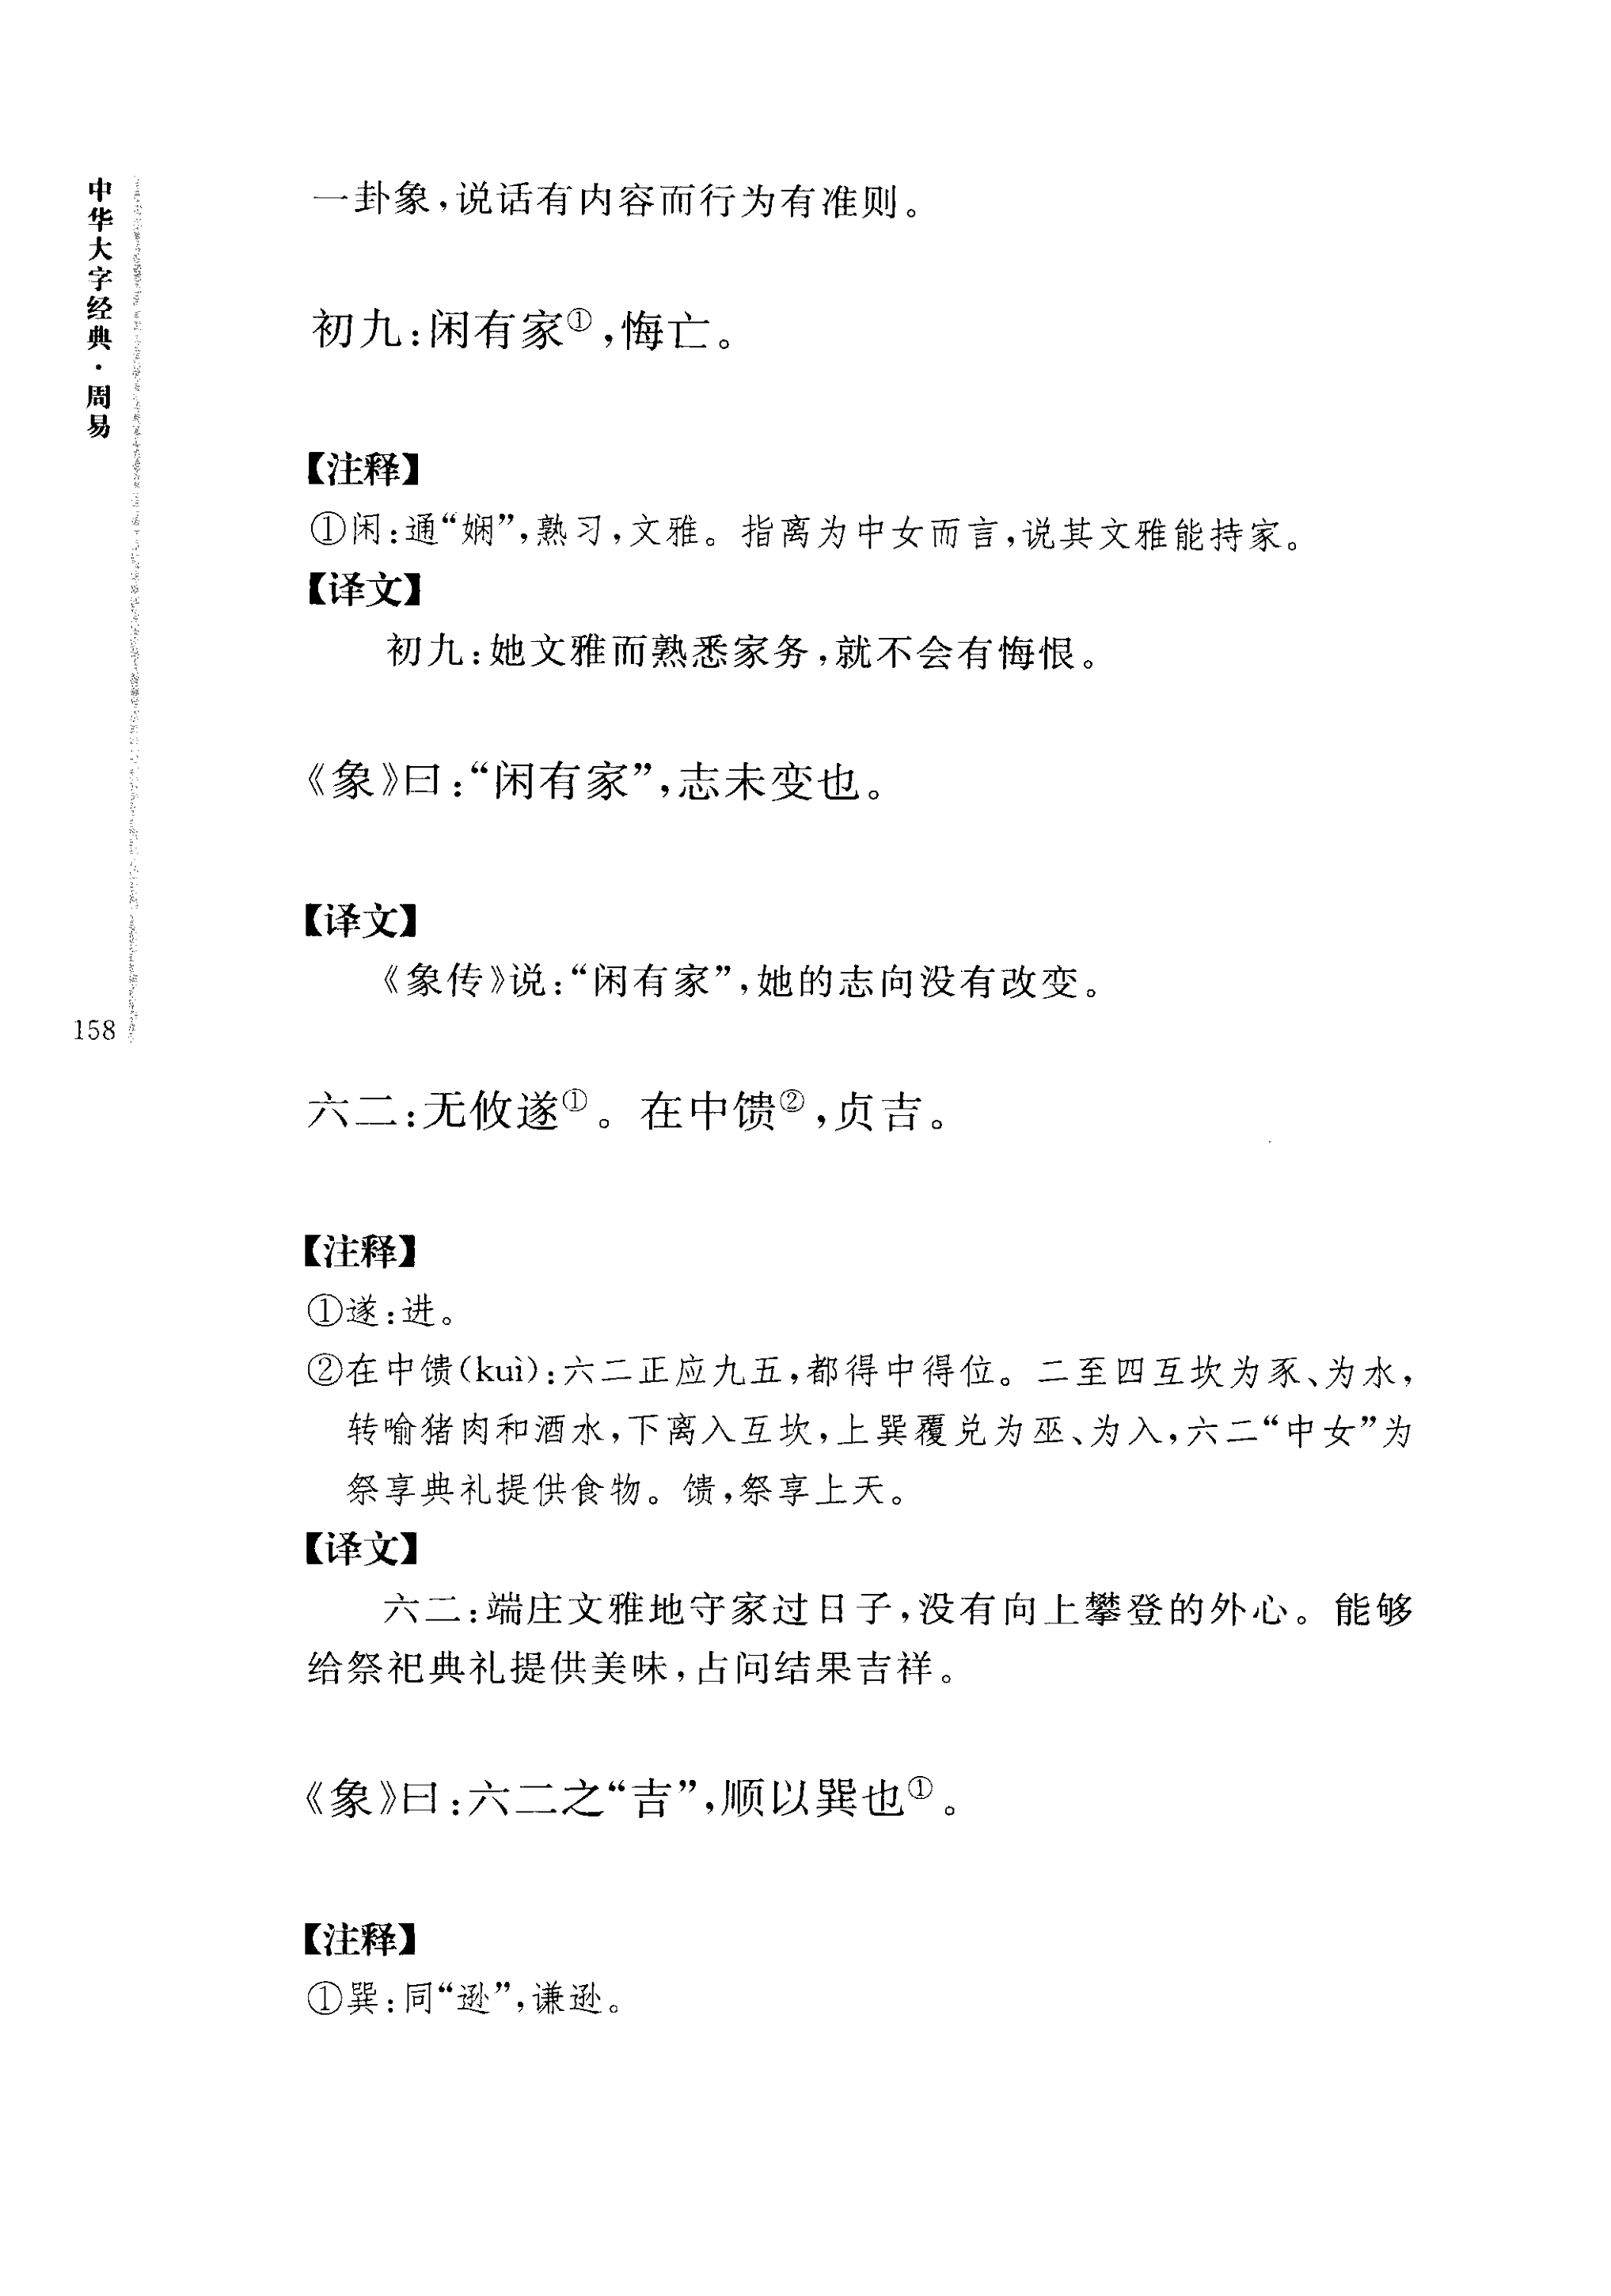 中华大字经典·周易
158
一卦象，说话有内容而行为有准则。
初九：闲有家①，悔亡。
【注释】
①闲：通“娴”，熟习，文雅。指离为中女而言，说其文雅能持家。
【译文】
初九：她文雅而熟悉家务，就不会有悔恨。
《象》曰：“闲有家”，志未变也。
【译文】
《象传》说：“闲有家”，她的志向没有改变。
六二：无攸遂①。在中馈②，贞吉。
【注释】
①遂：进。
②在中馈(kuì)：六二正应九五，都得中得位。二至四互坎为豕、为水，
转喻猪肉和酒水，下离入互坎，上巽覆兑为巫、为入，六二“中女”为
祭享典礼提供食物。馈，祭享上天。
【译文】
六二：端庄文雅地守家过日子，没有向上攀登的外心。能够
给祭祀典礼提供美味，占问结果吉祥。
《象》曰：六二之“吉”，顺以巽也①。
【注释】
①巽：同“逊”，谦逊。